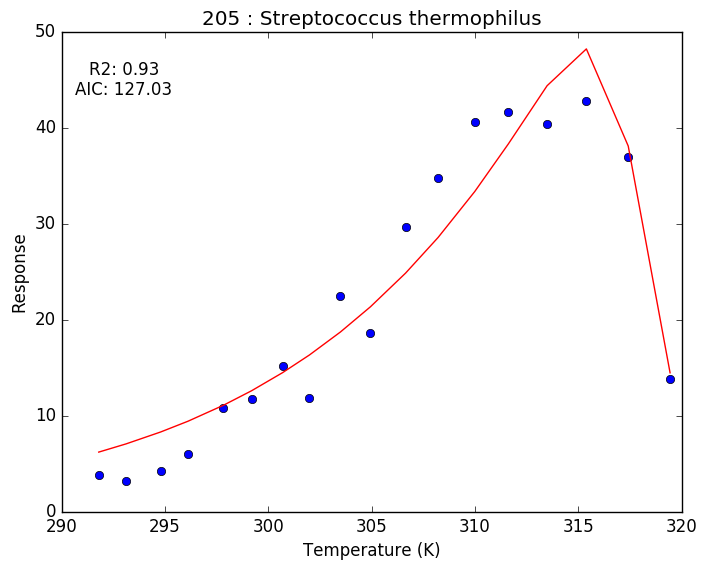 205 : Streptococcus thermophilus
R2: 0.93
AIC: 127.03
Response
50
40
30
20
10
0
290 295 300 305 310 315 320
Temperature (K)